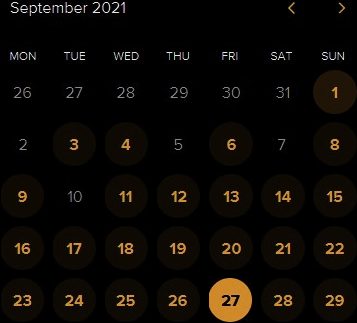 September 2021
MON TUE WED THU FRI SAT SUN
26 27 28 29 30 31 1
2 3 4 5 6 7 8
9 10 11 12 13 14 15
16 17 18 19 20 21 22
23 24 25 26 27 28 29